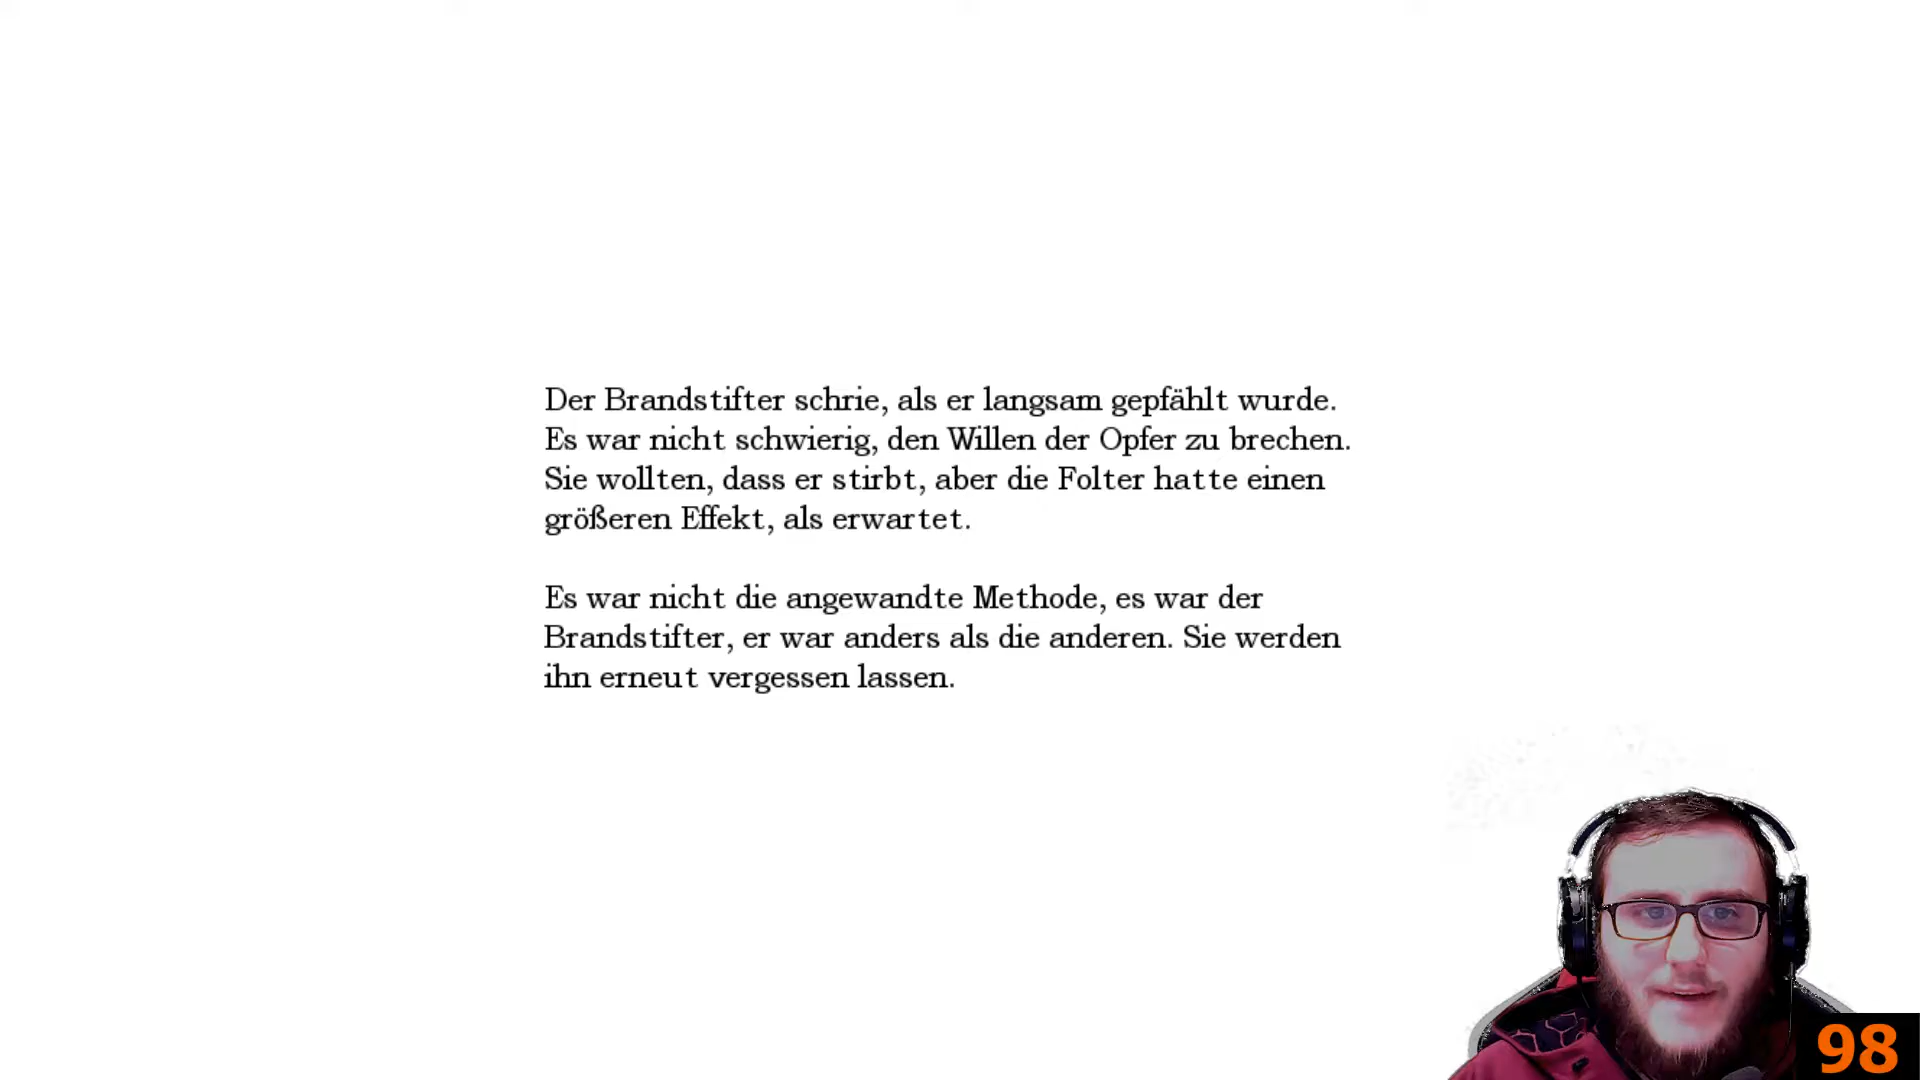 Der Brandstifter schrie, als er langsam gepfählt wurde.
Es war nicht schwierig, den Willen der Opfer zu brechen.
Sie wollten, dass er stirbt, aber die Folter hatte einen
größeren Effekt, als erwartet.
Es war nicht die angewandte Methode, es war der
Brandstifter, er war anders als die anderen. Sie werden
ihn erneut vergessen lassen.
98